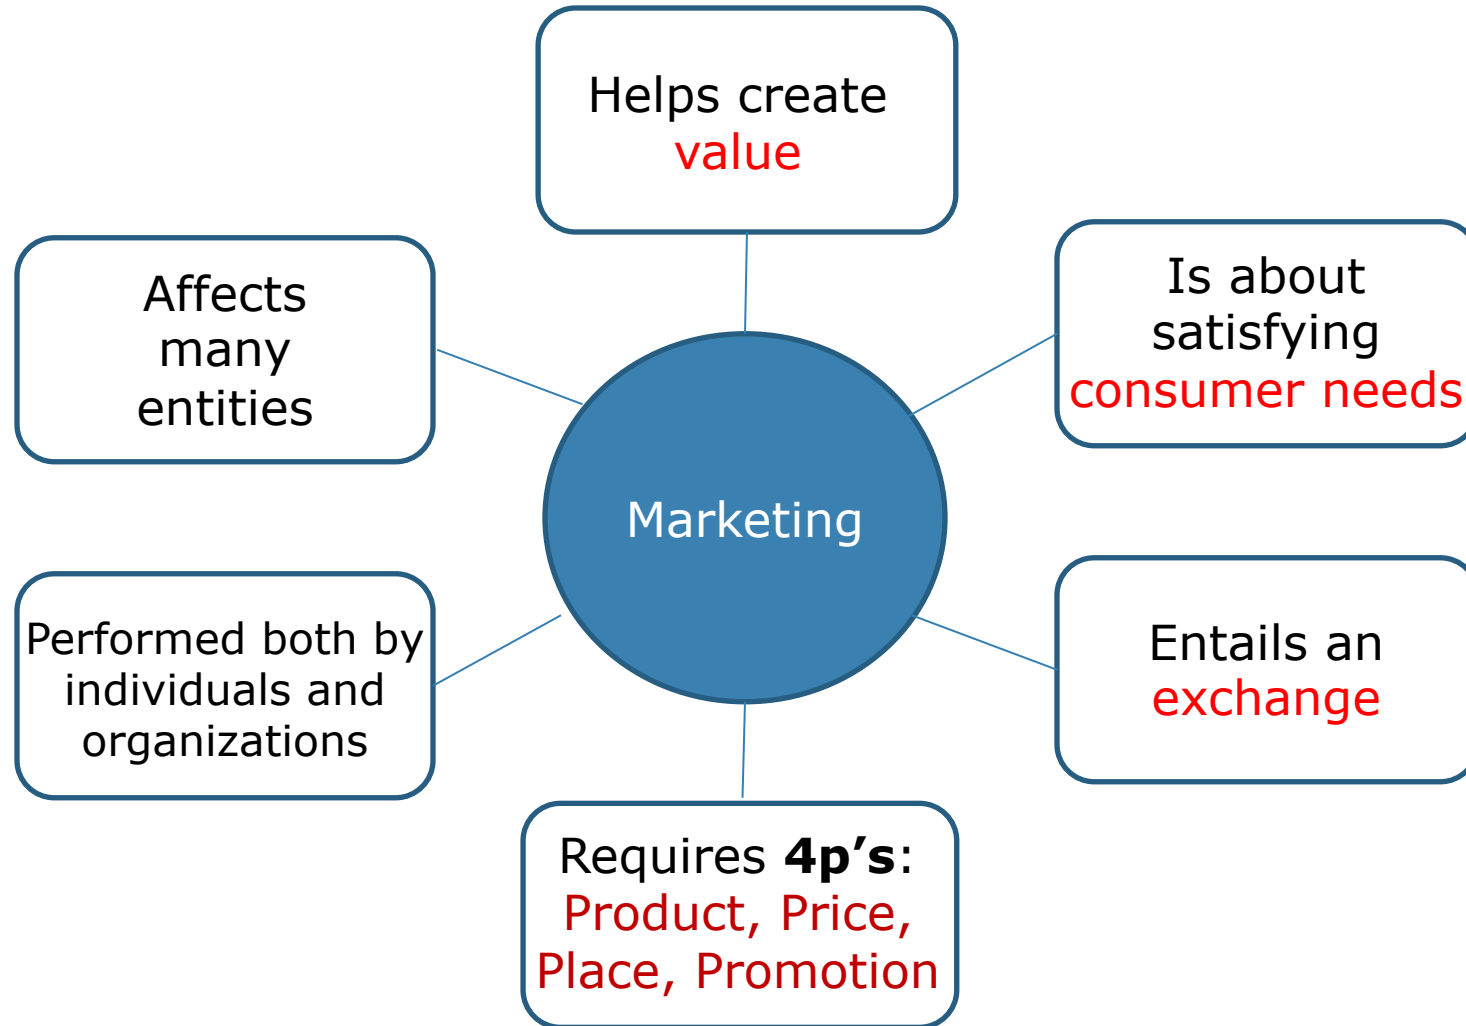 Helps create
value
Affects
many
entities
Is about
satisfying
consumer needs
Marketing
Performed both by
individuals and
organizations
Entails an
exchange
Requires 4p’s:
Product, Price,
Place, Promotion